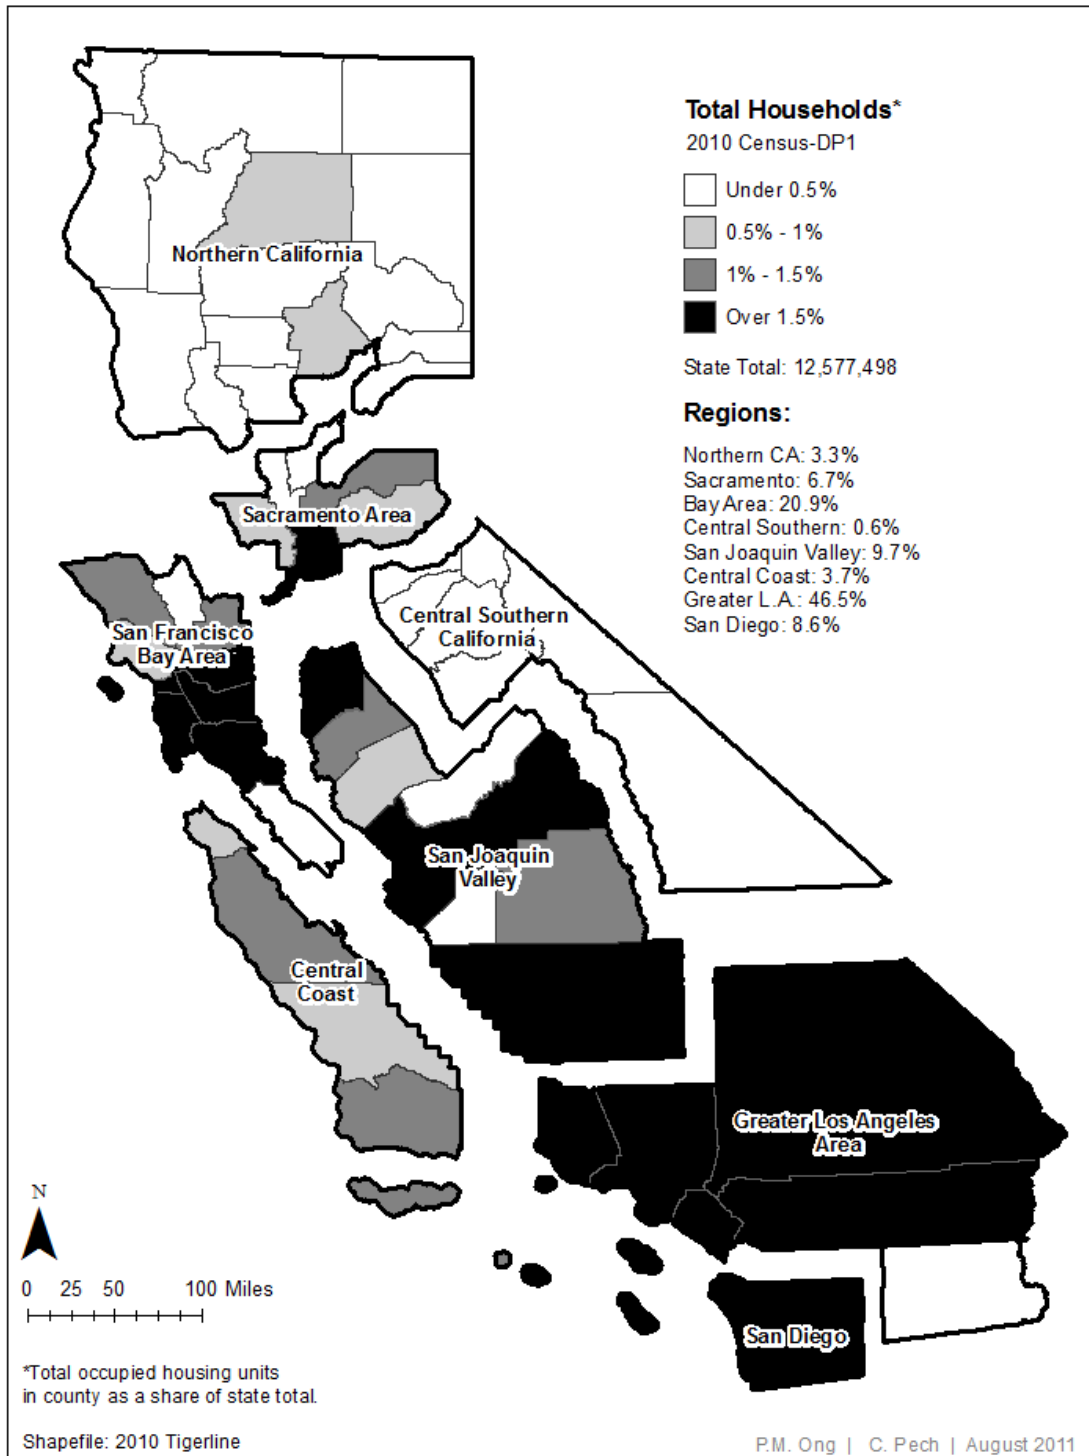 Total Households*
2010 Census-DP1
Under 0.5%
0.5% - 1%
1% - 1.5%
Over 1.5%
State Total: 12,577,498
Regions:
Northern CA: 3.3%
Sacramento: 6.7%
Bay Area: 20.9%
Central Southern: 0.6%
San Joaquin Valley: 9.7%
Central Coast: 3.7%
Greater L.A.: 46.5%
San Diego: 8.6%
Northern California
Sacramento Area
Central Southern
California
San Francisco
Bay Area
San Joaquin
Valley
Central
Coast
Greater Los Angeles
Area
San Diego
N
0 25 50 100 Miles
*Total occupied housing units
in county as a share of state total.
Shapefile: 2010 Tigerline
P.M. Ong | C. Pech | August 2011